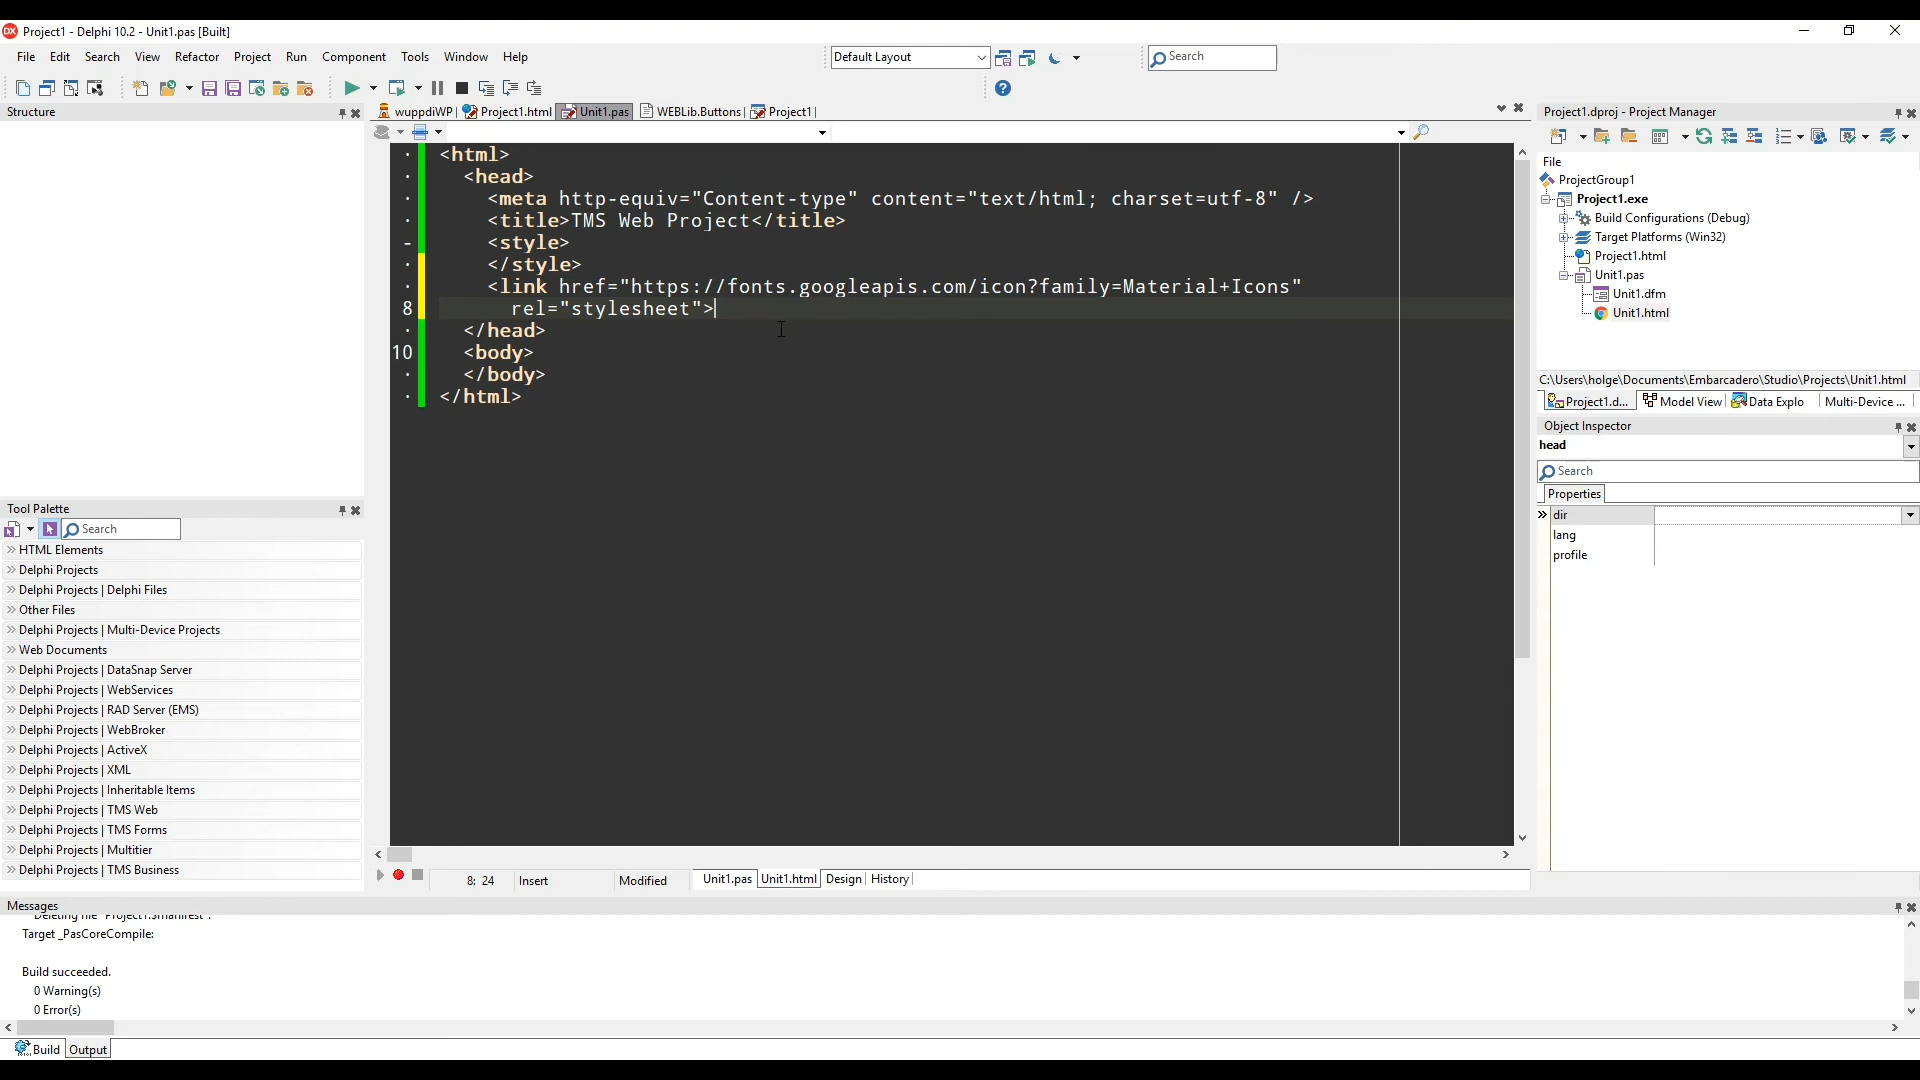 Project1 - Delphi 10.2 - Unit1.pas [Built]
File Edit Search View Refactor Project Run Component Tools Window Help
Default Layout
Search
Structure
wuppdiWP Project1.html Unit1.pas WEBLib.Buttons Project1
<html>
<head>
<meta http-equiv="Content-type" content="text/html; charset=utf-8" />
<title>TMS Web Project</title>
<style>
</style>
<link href="https://fonts.googleapis.com/icon?family=Material+Icons"
8 rel="stylesheet">
</head>
10 <body>
</body>
</html>
8: 24 Insert Modified Unit1.pas Unit1.html Design History
Tool Palette
Search
HTML Elements
Delphi Projects
Delphi Projects | Delphi Files
Other Files
Delphi Projects | Multi-Device Projects
Web Documents
Delphi Projects | DataSnap Server
Delphi Projects | WebServices
Delphi Projects | RAD Server (EMS)
Delphi Projects | WebBroker
Delphi Projects | ActiveX
Delphi Projects | XML
Delphi Projects | Inheritable Items
Delphi Projects | TMS Web
Delphi Projects | TMS Forms
Delphi Projects | Multitier
Delphi Projects | TMS Business
Project1.dproj - Project Manager
File
ProjectGroup1
Project1.exe
Build Configurations (Debug)
Target Platforms (Win32)
Project1.html
Unit1.pas
Unit1.dfm
Unit1.html
C:\Users\holge\Documents\Embarcadero\Studio\Projects\Unit1.html
Project1.d... Model View Data Explo Multi-Device ...
Object Inspector
head
Search
Properties
dir
lang
profile
Messages
Deleting file "Project1.$manifest".
Target _PasCoreCompile:
Build succeeded.
0 Warning(s)
0 Error(s)
Build Output